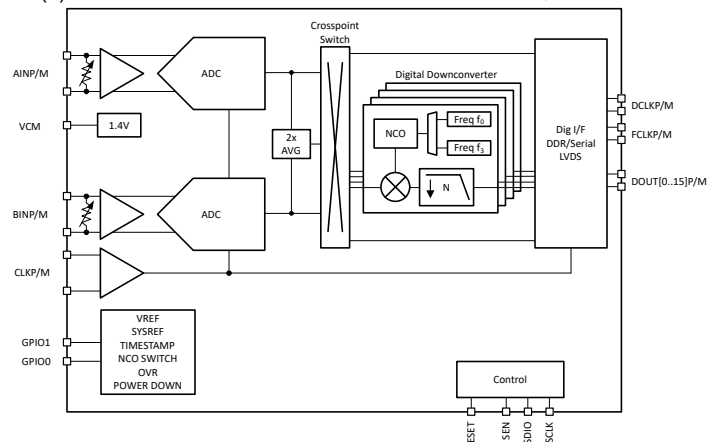 Crosspoint
Switch
AINP/M
ADC
Digital Downconverter
VCM
1.4V
2x
AVG
NCO
Freq f0
Freq f3
N
Dig I/F
DDR/Serial
LVDS
DCLKP/M
FCLKP/M
DOUT[0..15]P/M
BINP/M
ADC
CLKP/M
GPIO1
GPIO0
VREF
SYSREF
TIMESTAMP
NCO SWITCH
OVR
POWER DOWN
Control
SEN
SDIO
SCLK